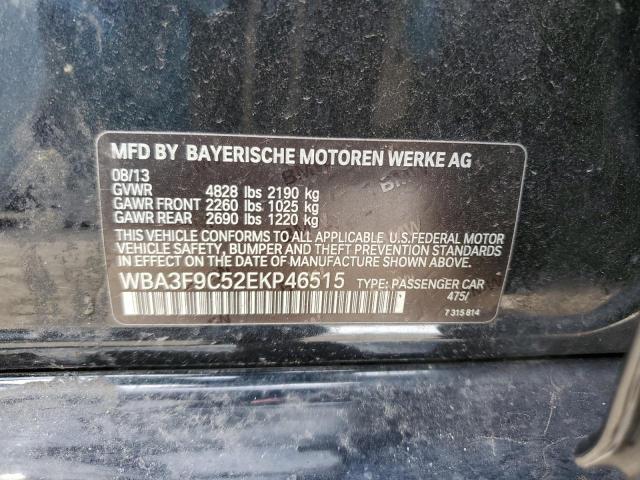 MFD BY BAYERISCHE MOTOREN WERKE AG
08/13
GVWR 4828 lbs 2190 kg
GAWR FRONT 2260 lbs 1025 kg
GAWR REAR 2690 lbs 1220 kg
THIS VEHICLE CONFORMS TO ALL APPLICABLE U.S.FEDERAL MOTOR
VEHICLE SAFETY, BUMPER AND THEFT PREVENTION STANDARDS
IN EFFECT ON THE DATE OF MANUFACTURE SHOWN ABOVE.
WBA3F9C52EKP46515 TYPE: PASSENGER CAR
475/
7 315 814